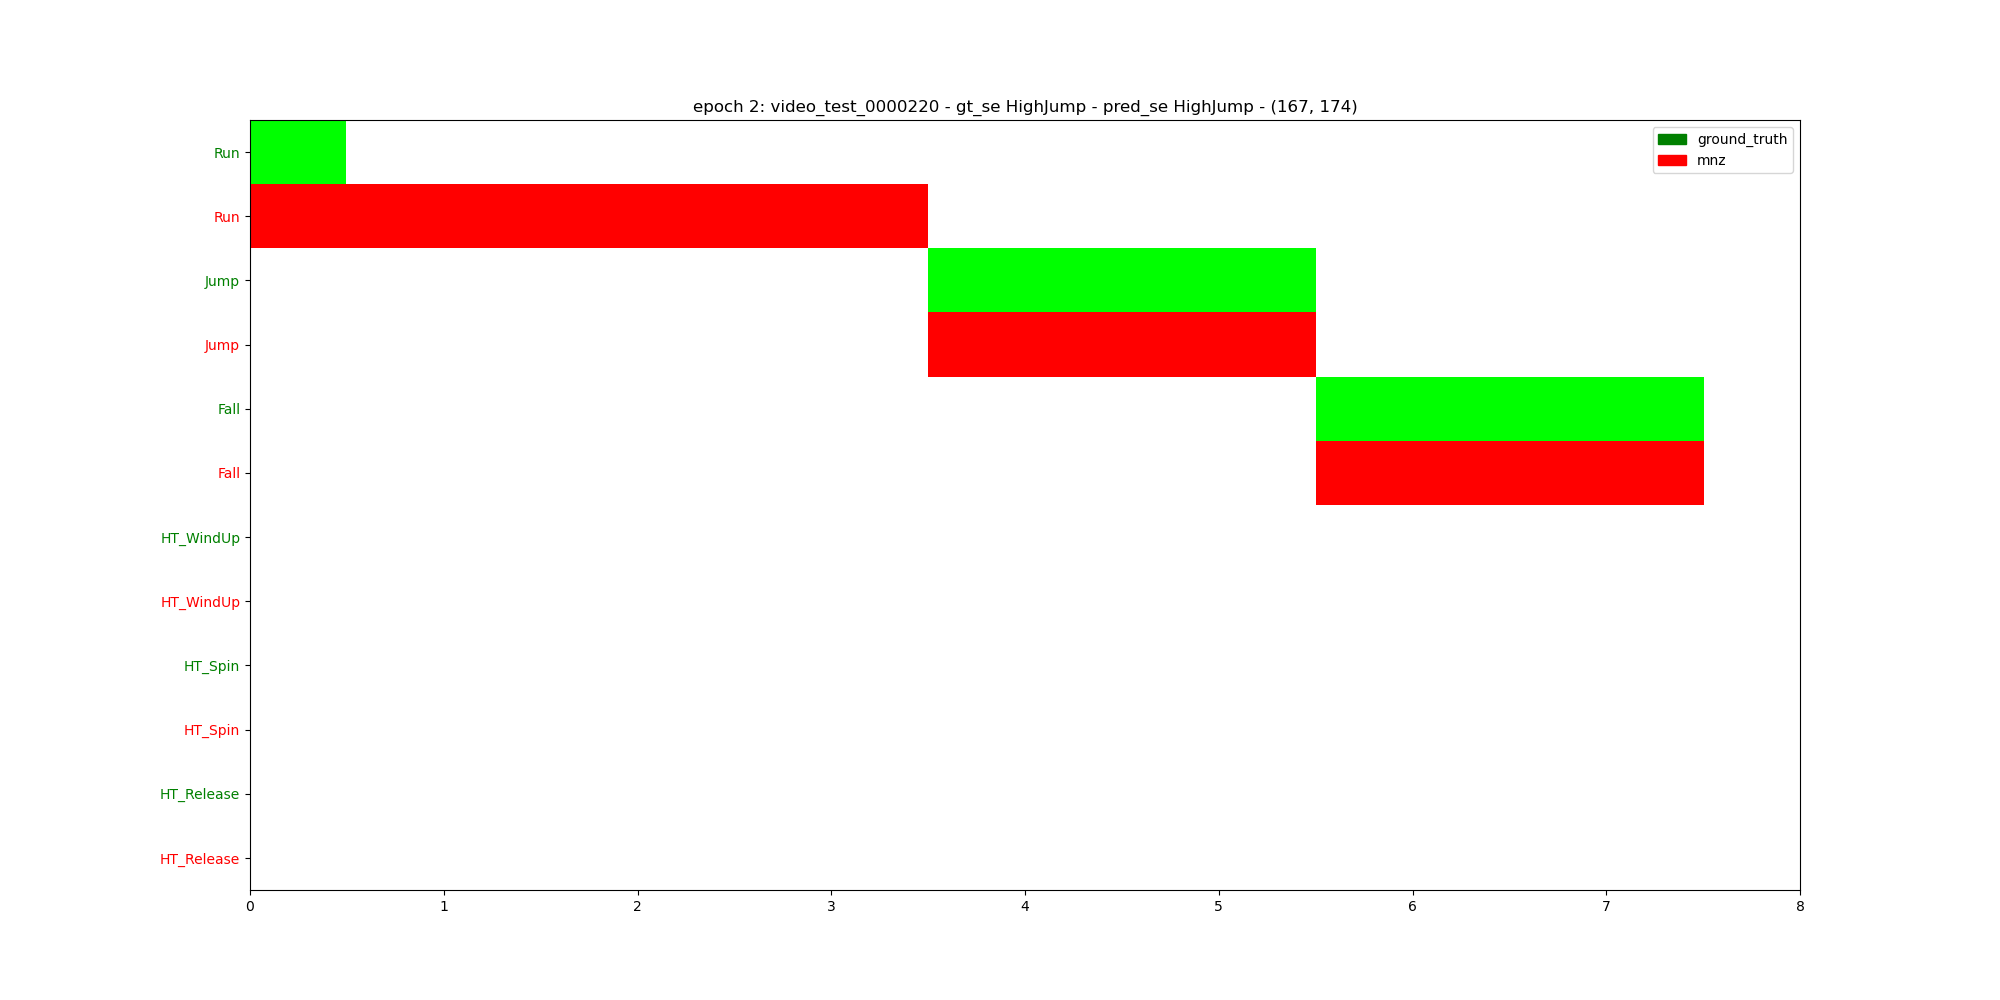 epoch 2: video_test_0000220 - gt_se HighJump - pred_se HighJump - (167, 174)
ground_truth
mnz
Run
Run
Jump
Jump
Fall
Fall
HT_WindUp
HT_WindUp
HT_Spin
HT_Spin
HT_Release
HT_Release
0 1 2 3 4 5 6 7 8